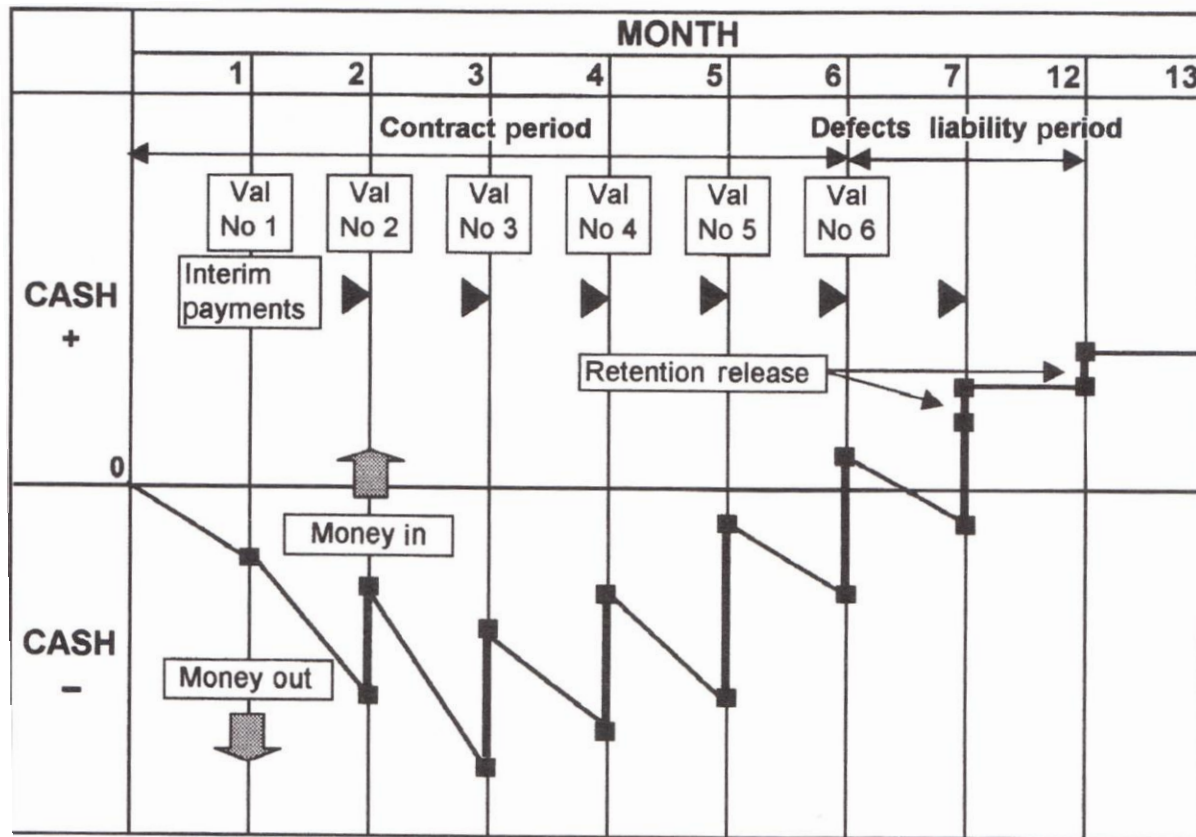 MONTH
1 2 3 4 5 6 7 12 13
Contract period
Defects liability period
Val
No 1
Val
No 2
Val
No 3
Val
No 4
Val
No 5
Val
No 6
Interim
payments
CASH
+
Retention release
0
Money in
CASH
–
Money out